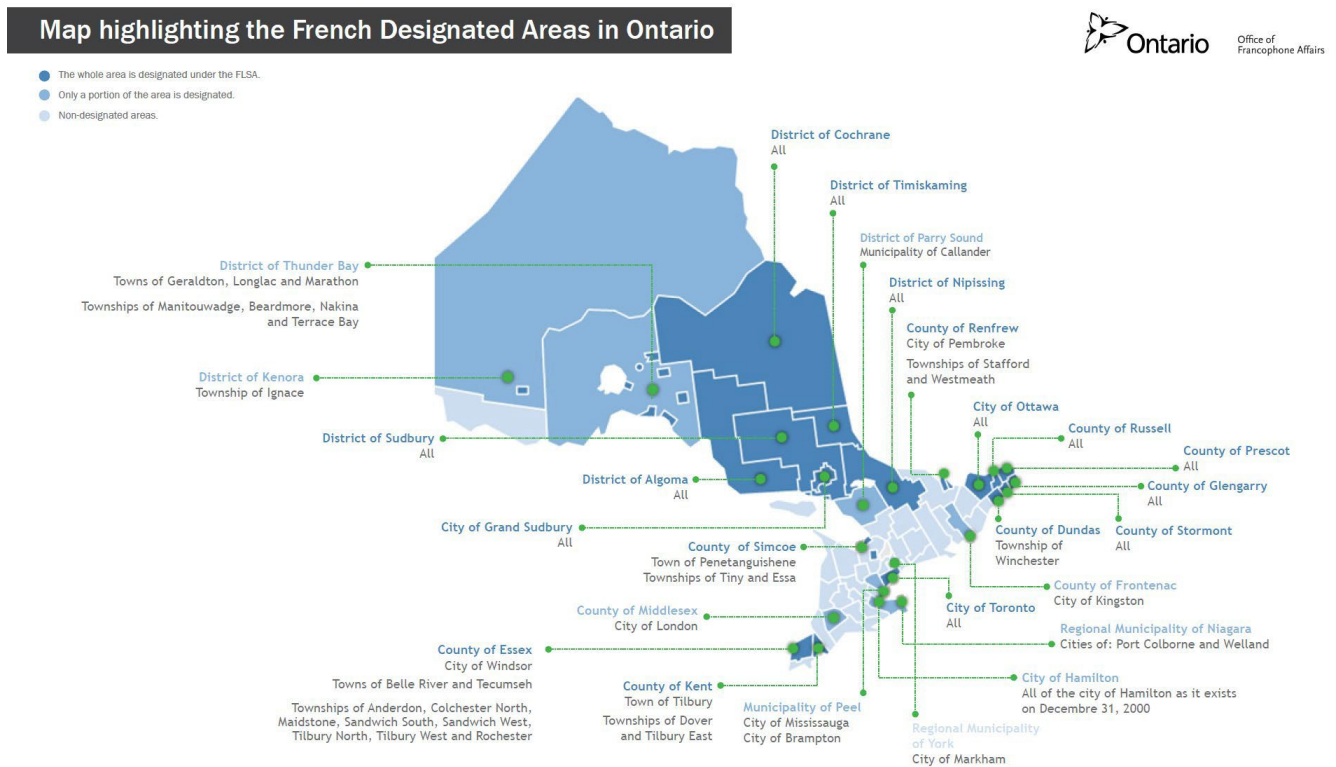 Map highlighting the French Designated Areas in Ontario
Ontario
Office of
Francophone Affairs
The whole area is designated under the FLSA.
Only a portion of the area is designated.
Non-designated areas.
District of Cochrane
All
District of Timiskaming
All
District of Parry Sound
Municipality of Callander
District of Nipissing
All
County of Renfrew
City of Pembroke
Townships of Stafford
and Westmeath
City of Ottawa
All
County of Russell
All
County of Prescot
All
County of Glengarry
All
County of Stormont
All
County of Dundas
Township of
Winchester
County of Frontenac
City of Kingston
City of Toronto
All
Regional Municipality of Niagara
Cities of: Port Colborne and Welland
City of Hamilton
All of the city of Hamilton as it exists
on Decembre 31, 2000
Regional Municipality
of York
City of Markham
Municipality of Peel
City of Mississauga
City of Brampton
County of Kent
Town of Tilbury
Townships of Dover
and Tilbury East
County of Essex
City of Windsor
Towns of Belle River and Tecumseh
Townships of Anderdon, Colchester North,
Maidstone, Sandwich South, Sandwich West,
Tilbury North, Tilbury West and Rochester
County of Middlesex
City of London
County of Simcoe
Town of Penetanguishene
Townships of Tiny and Essa
City of Grand Sudbury
All
District of Algoma
All
District of Sudbury
All
District of Kenora
Township of Ignace
District of Thunder Bay
Towns of Geraldton, Longlac and Marathon
Townships of Manitouwadge, Beardmore, Nakina
and Terrace Bay